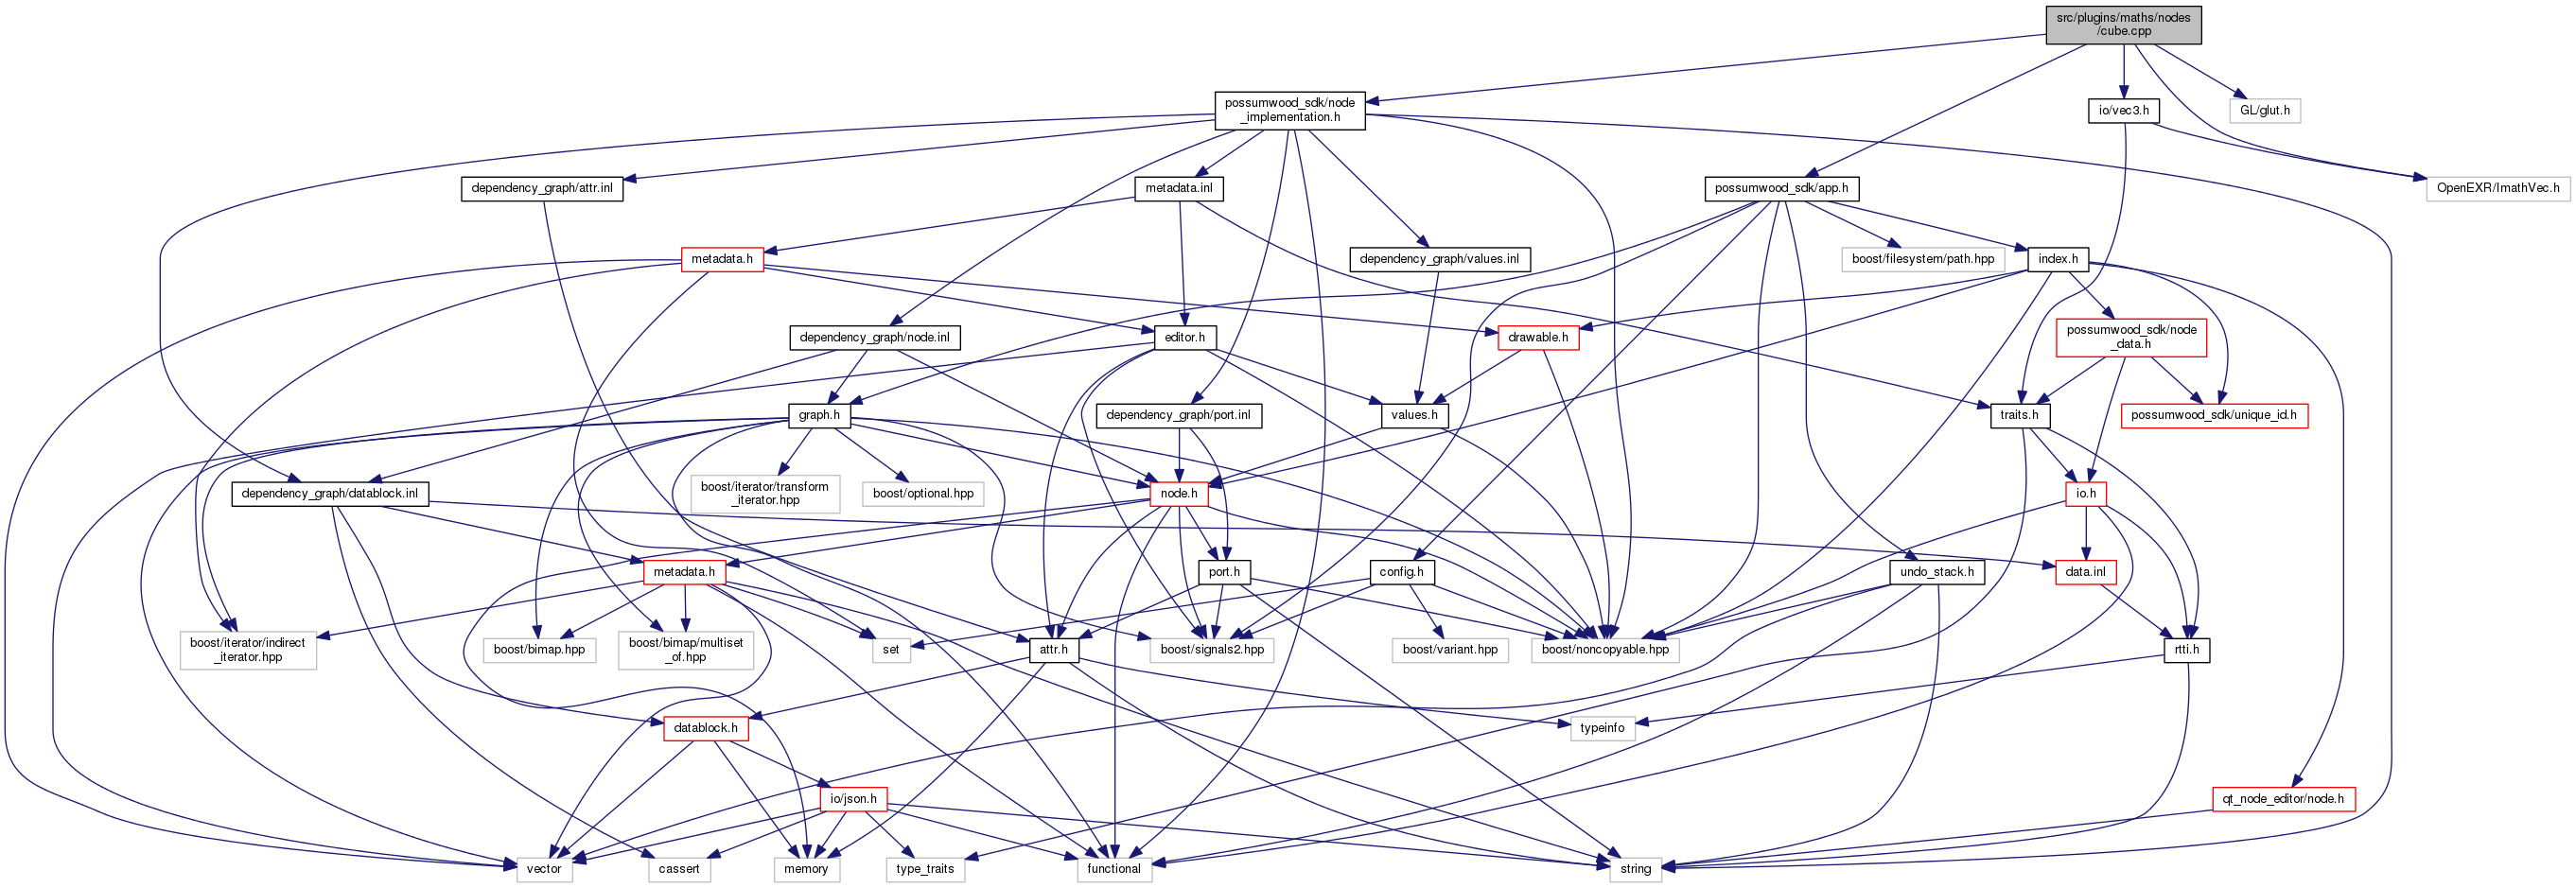 src/plugins/maths/nodes
/cube.cpp
possumwood_sdk/node
_implementation.h
io/vec3.h
GL/glut.h
dependency_graph/attr.inl
metadata.inl
possumwood_sdk/app.h
OpenEXR/ImathVec.h
metadata.h
dependency_graph/values.inl
boost/filesystem/path.hpp
index.h
dependency_graph/node.inl
editor.h
drawable.h
possumwood_sdk/node
_data.h
graph.h
dependency_graph/port.inl
values.h
traits.h
possumwood_sdk/unique_id.h
dependency_graph/datablock.inl
boost/iterator/transform
_iterator.hpp
boost/optional.hpp
node.h
io.h
metadata.h
port.h
config.h
undo_stack.h
data.inl
boost/iterator/indirect
_iterator.hpp
boost/bimap.hpp
boost/bimap/multiset
_of.hpp
set
attr.h
boost/signals2.hpp
boost/variant.hpp
boost/noncopyable.hpp
rtti.h
datablock.h
typeinfo
io/json.h
qt_node_editor/node.h
vector
cassert
memory
type_traits
functional
string